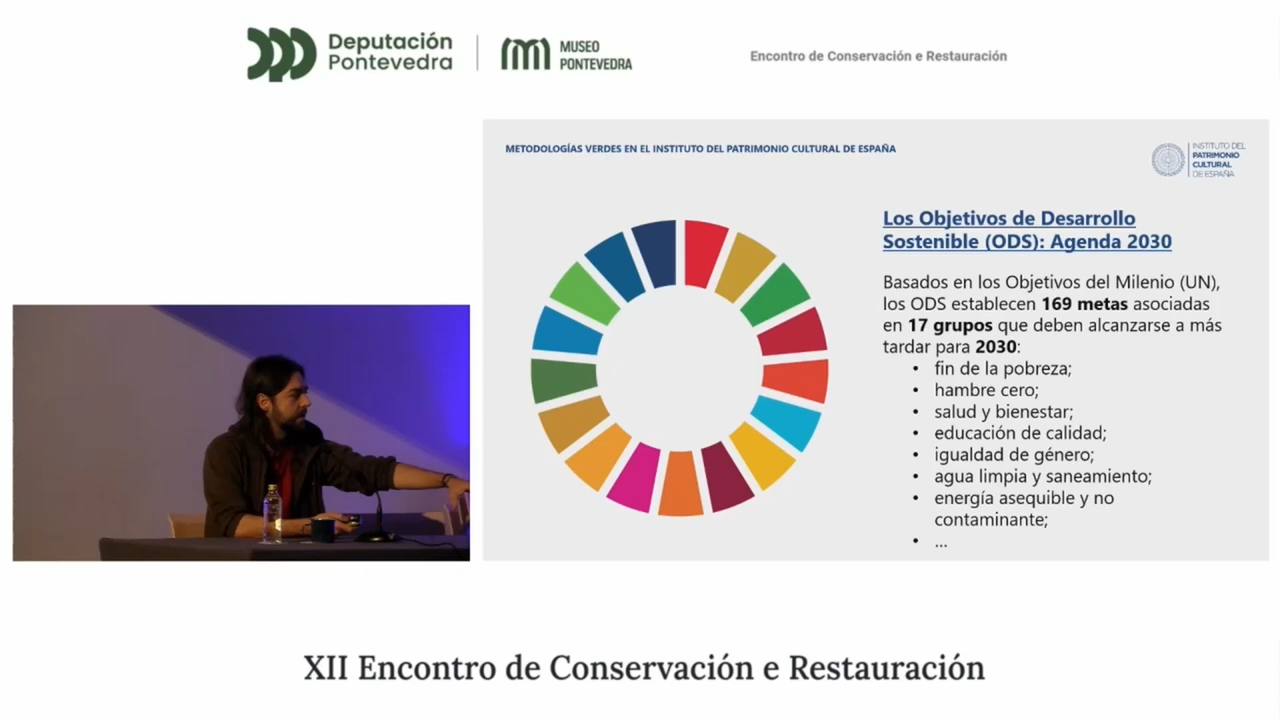 Deputación
Pontevedra
MUSEO
PONTEVEDRA
Encontro de Conservación e Restauración
METODOLOGÍAS VERDES EN EL INSTITUTO DEL PATRIMONIO CULTURAL DE ESPAÑA
INSTITUTO DEL
PATRIMONIO
CULTURAL
DE ESPAÑA
Los Objetivos de Desarrollo
Sostenible (ODS): Agenda 2030
Basados en los Objetivos del Milenio (UN),
los ODS establecen 169 metas asociadas
en 17 grupos que deben alcanzarse a más
tardar para 2030:
• fin de la pobreza;
• hambre cero;
• salud y bienestar;
• educación de calidad;
• igualdad de género;
• agua limpia y saneamiento;
• energía asequible y no
contaminante;
• ...
XII Encontro de Conservación e Restauración